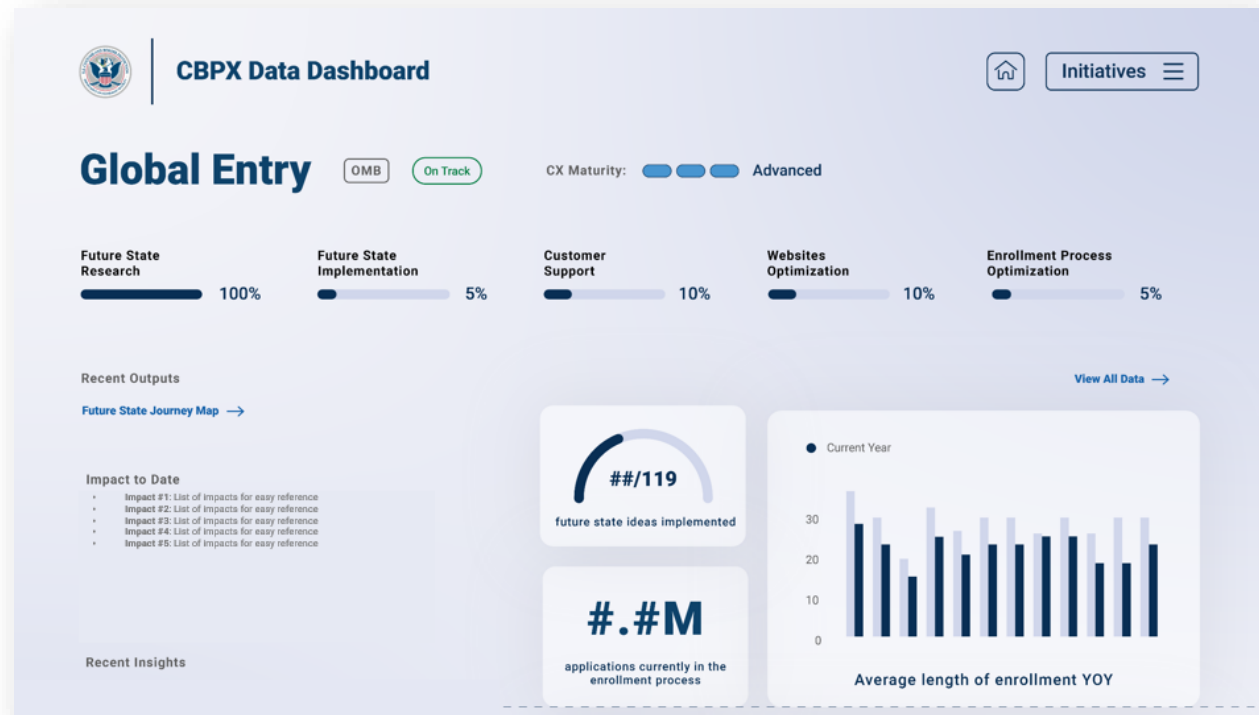 CBPX Data Dashboard
Initiatives
Global Entry
OMB
On Track
CX Maturity:
Advanced
Future State
Research
100%
Future State
Implementation
5%
Customer
Support
10%
Websites
Optimization
10%
Enrollment Process
Optimization
5%
Recent Outputs
View All Data
Future State Journey Map
Impact to Date
Impact #1: List of Impacts for easy reference
Impact #2: List of Impacts for easy reference
Impact #3: List of Impacts for easy reference
Impact #4: List of Impacts for easy reference
Impact #5: List of Impacts for easy reference
Recent Insights
##/119
future state ideas implemented
#.#M
applications currently in the
enrollment process
Current Year
30
20
10
0
Average length of enrollment YOY